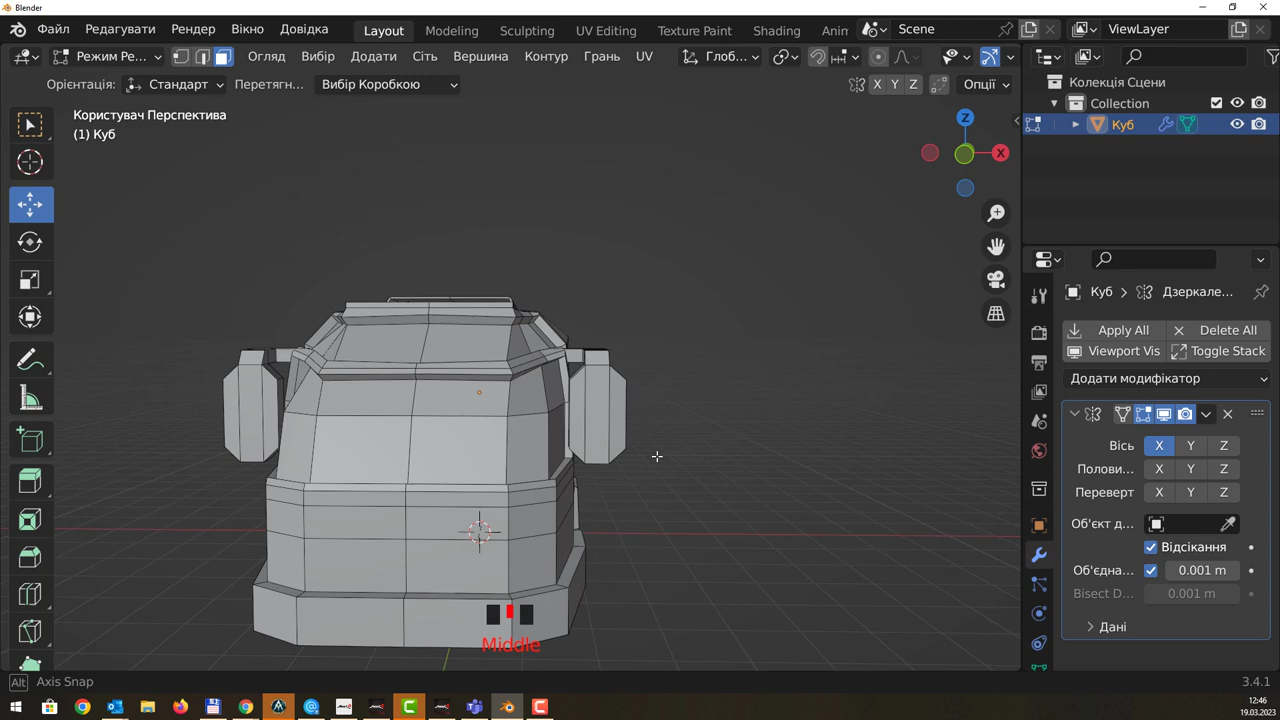 Blender
Файл Редагувати Рендер Вікно Довідка Layout Modeling Sculpting UV Editing Texture Paint Shading Anim Scene ViewLayer
Режим Ре... Огляд Вибір Додати Сіть Вершина Контур Грань UV Глоб...
Орієнтація: Стандарт Перетягн... Вибір Коробкою X Y Z Опції
Користувач Перспектива
(1) Куб
Z
X
Колекція Сцени
Collection
Куб
Куб Дзеркале...
Apply All Delete All
Viewport Vis Toggle Stack
Додати модифікатор
Вісь X Y Z
Полови... X Y Z
Переверт X Y Z
Об'єкт д...
Відсікання
Об'єдна... 0.001 m
Bisect D... 0.001 m
Дані
Middle
Alt Axis Snap 3.4.1
12:46
19.03.2023